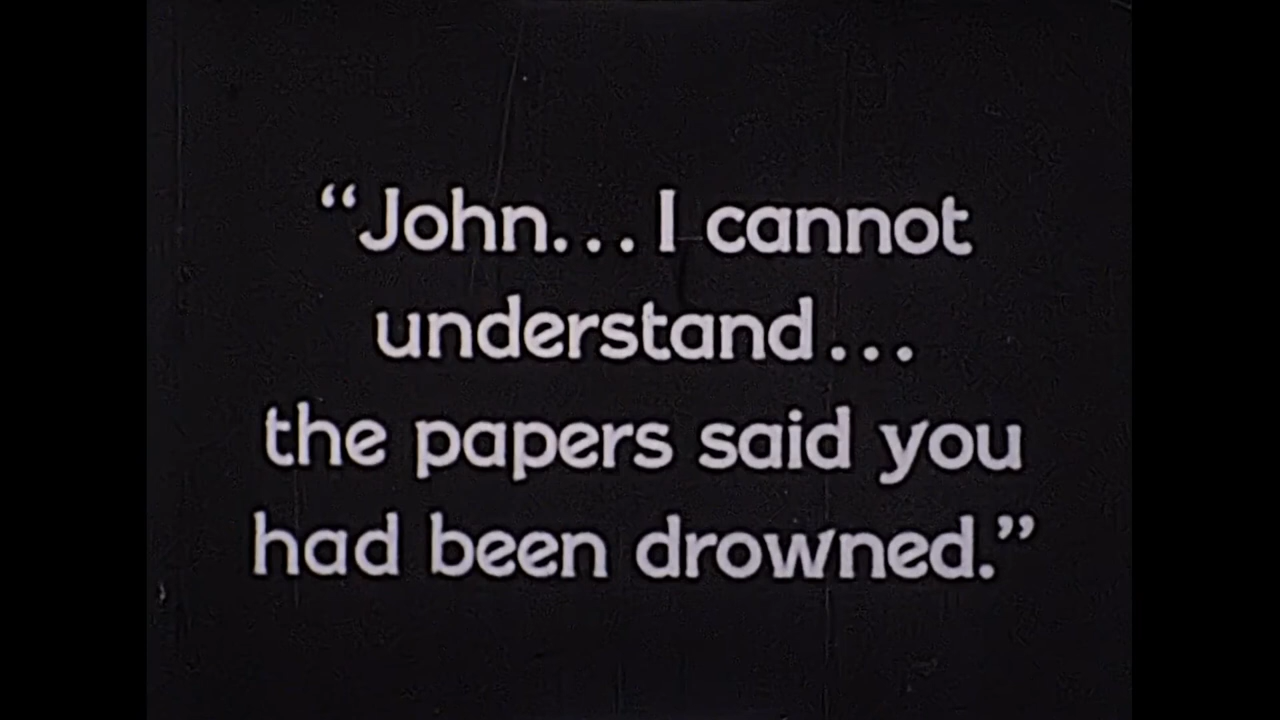 “John... I cannot
understand...
the papers said you
had been drowned.”